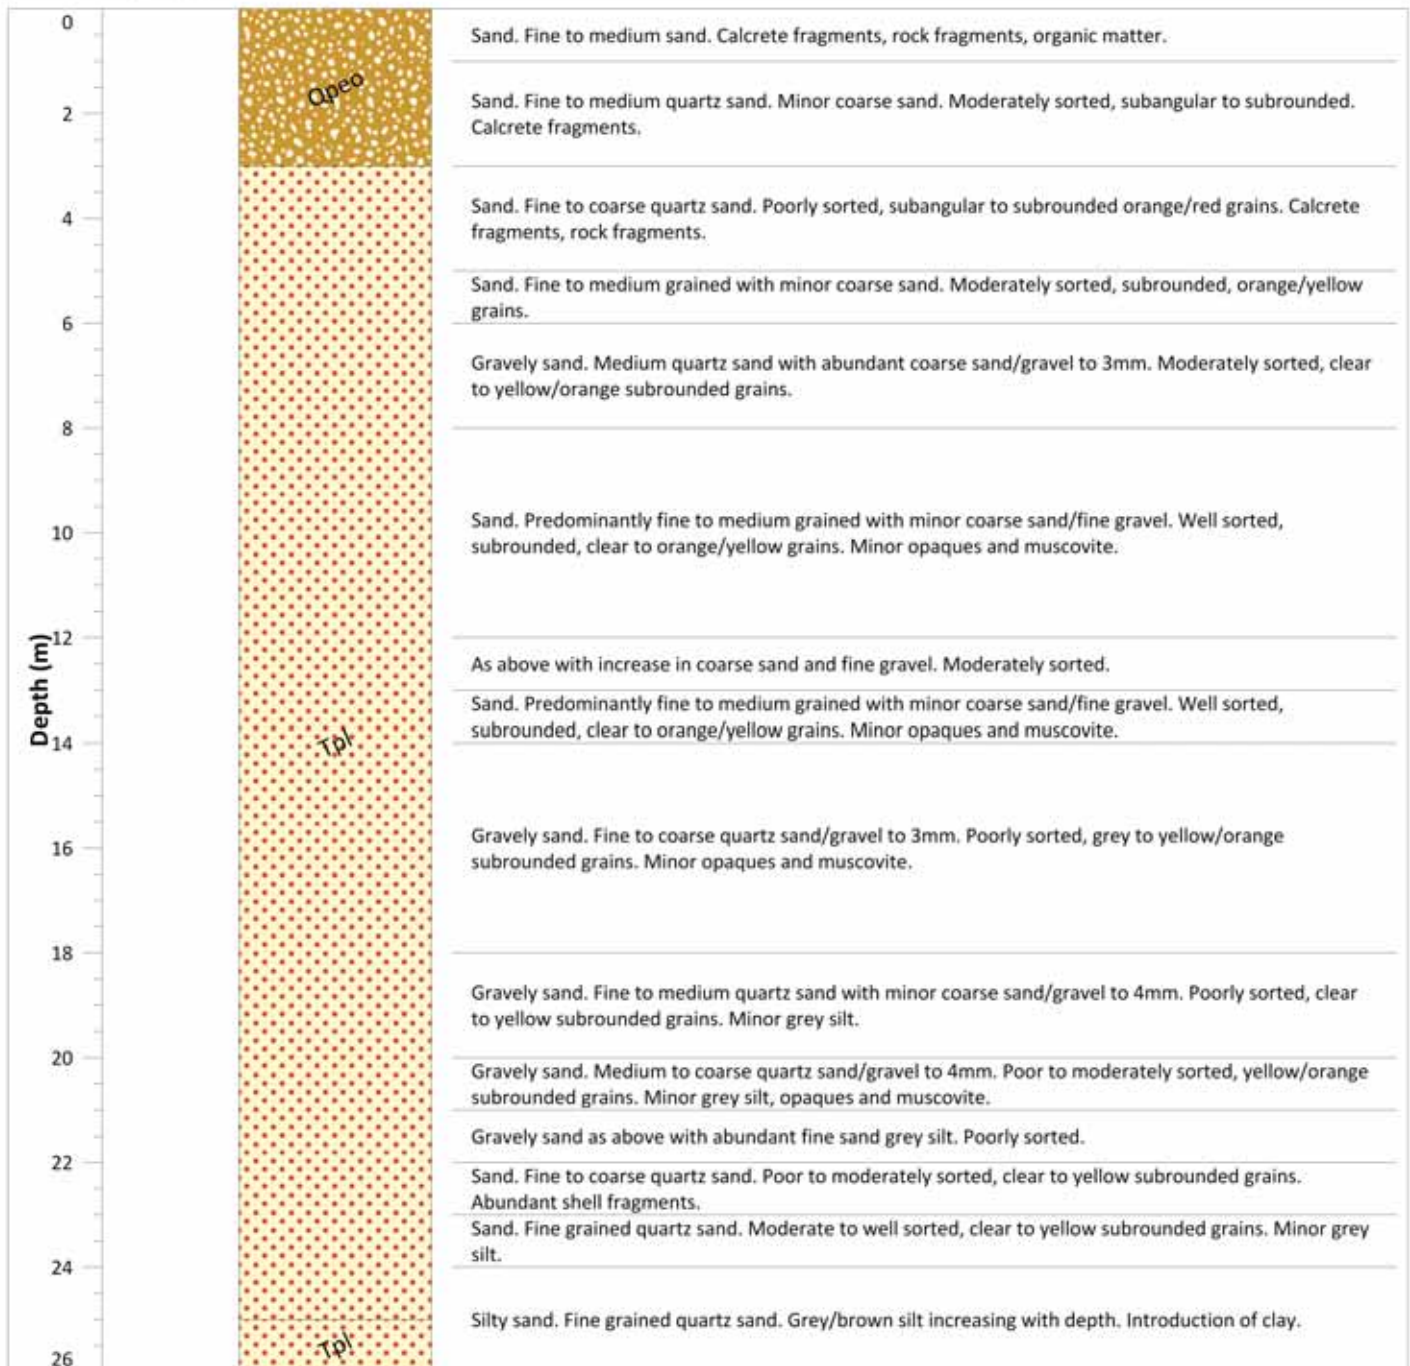 0
Sand. Fine to medium sand. Calcrete fragments, rock fragments, organic matter.
Qpeo
2
Sand. Fine to medium quartz sand. Minor coarse sand. Moderately sorted, subangular to subrounded.
Calcrete fragments.
4
Sand. Fine to coarse quartz sand. Poorly sorted, subangular to subrounded orange/red grains. Calcrete
fragments, rock fragments.
Sand. Fine to medium grained with minor coarse sand. Moderately sorted, subrounded, orange/yellow
grains.
6
Gravely sand. Medium quartz sand with abundant coarse sand/gravel to 3mm. Moderately sorted, clear
to yellow/orange subrounded grains.
8
Sand. Predominantly fine to medium grained with minor coarse sand/fine gravel. Well sorted,
subrounded, clear to orange/yellow grains. Minor opaques and muscovite.
10
12
Depth (m)
As above with increase in coarse sand and fine gravel. Moderately sorted.
Sand. Predominantly fine to medium grained with minor coarse sand/fine gravel. Well sorted,
subrounded, clear to orange/yellow grains. Minor opaques and muscovite.
14
Tpl
Gravely sand. Fine to coarse quartz sand/gravel to 3mm. Poorly sorted, grey to yellow/orange
subrounded grains. Minor opaques and muscovite.
16
18
Gravely sand. Fine to medium quartz sand with minor coarse sand/gravel to 4mm. Poorly sorted, clear
to yellow subrounded grains. Minor grey silt.
20
Gravely sand. Medium to coarse quartz sand/gravel to 4mm. Poor to moderately sorted, yellow/orange
subrounded grains. Minor grey silt, opaques and muscovite.
Gravely sand as above with abundant fine sand grey silt. Poorly sorted.
22
Sand. Fine to coarse quartz sand. Poor to moderately sorted, clear to yellow subrounded grains.
Abundant shell fragments.
Sand. Fine grained quartz sand. Moderate to well sorted, clear to yellow subrounded grains. Minor grey
silt.
24
Silty sand. Fine grained quartz sand. Grey/brown silt increasing with depth. Introduction of clay.
Tpl
26